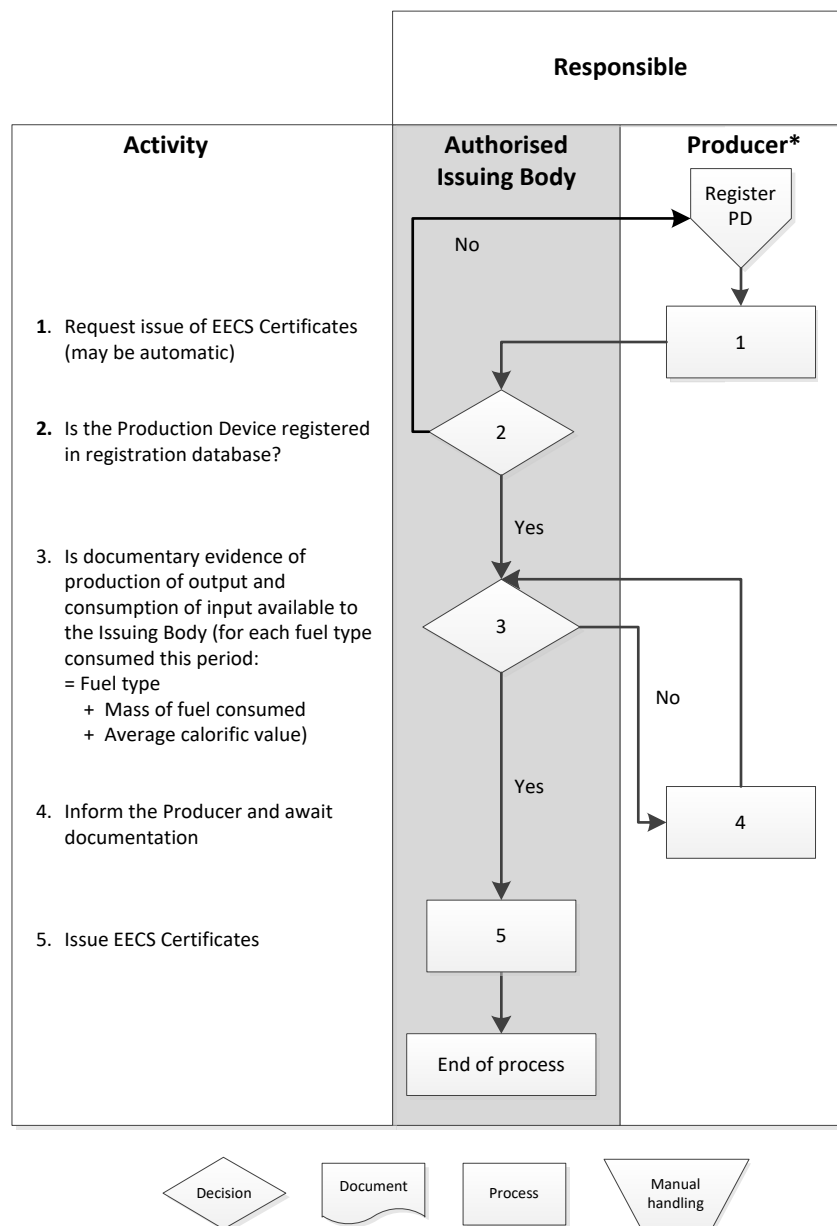 Responsible
Activity
Authorised
Issuing Body
Producer*
Register
PD
No
1. Request issue of EECS Certificates
(may be automatic)
1
2. Is the Production Device registered
in registration database?
2
Yes
3. Is documentary evidence of
production of output and
consumption of input available to
the Issuing Body (for each fuel type
consumed this period:
= Fuel type
+ Mass of fuel consumed
+ Average calorific value)
3
No
Yes
4. Inform the Producer and await
documentation
4
5. Issue EECS Certificates
5
End of process
Decision
Document
Process
Manual
handling